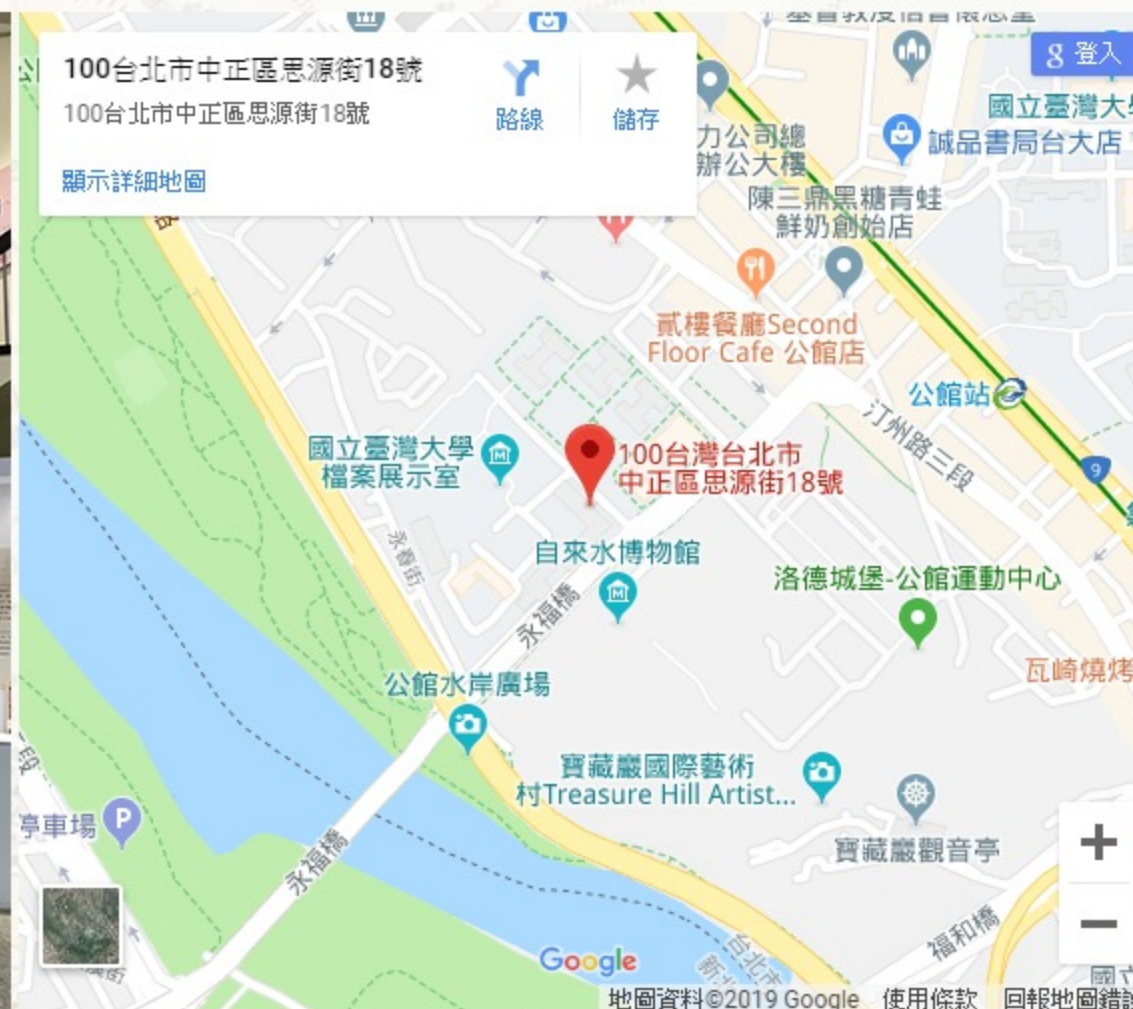 100台北市中正區思源街18號
100台北市中正區思源街18號
路線
儲存
顯示詳細地圖
登入
國立臺灣大
誠品書局台大店
力公司總
辦公大樓
陳三鼎黑糖青蛙
鮮奶創始店
貳樓餐廳Second
Floor Cafe 公館店
公館站
汀州路三段
9
國立臺灣大學
檔案展示室
100台灣台北市
中正區思源街18號
永春街
自來水博物館
永福橋
洛德城堡-公館運動中心
瓦崎燒烤
公館水岸廣場
寶藏巖國際藝術
村Treasure Hill Artist...
寶藏巖觀音亭
停車場
P
永福橋
福和橋
台北市
Google
地圖資料©2019 Google
使用條款
回報地圖錯誤